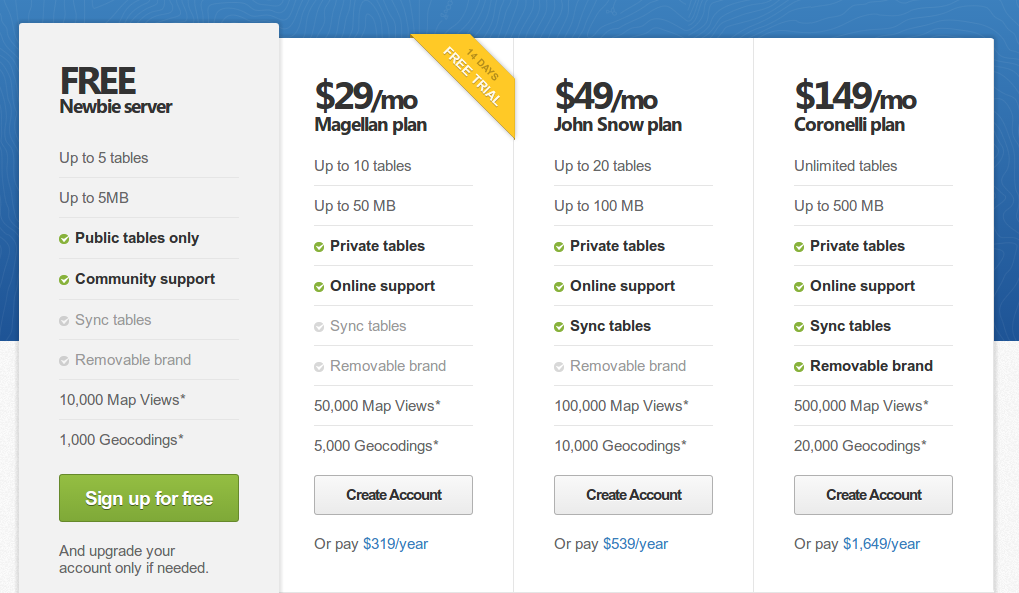 FREE
Newbie server
Up to 5 tables
Up to 5MB
Public tables only
Community support
Sync tables
Removable brand
10,000 Map Views*
1,000 Geocodings*
Sign up for free
And upgrade your
account only if needed.
14 DAYS
FREE TRIAL
$29/mo
Magellan plan
Up to 10 tables
Up to 50 MB
Private tables
Online support
Sync tables
Removable brand
50,000 Map Views*
5,000 Geocodings*
Create Account
Or pay $319/year
$49/mo
John Snow plan
Up to 20 tables
Up to 100 MB
Private tables
Online support
Sync tables
Removable brand
100,000 Map Views*
10,000 Geocodings*
Create Account
Or pay $539/year
$149/mo
Coronelli plan
Unlimited tables
Up to 500 MB
Private tables
Online support
Sync tables
Removable brand
500,000 Map Views*
20,000 Geocodings*
Create Account
Or pay $1,649/year